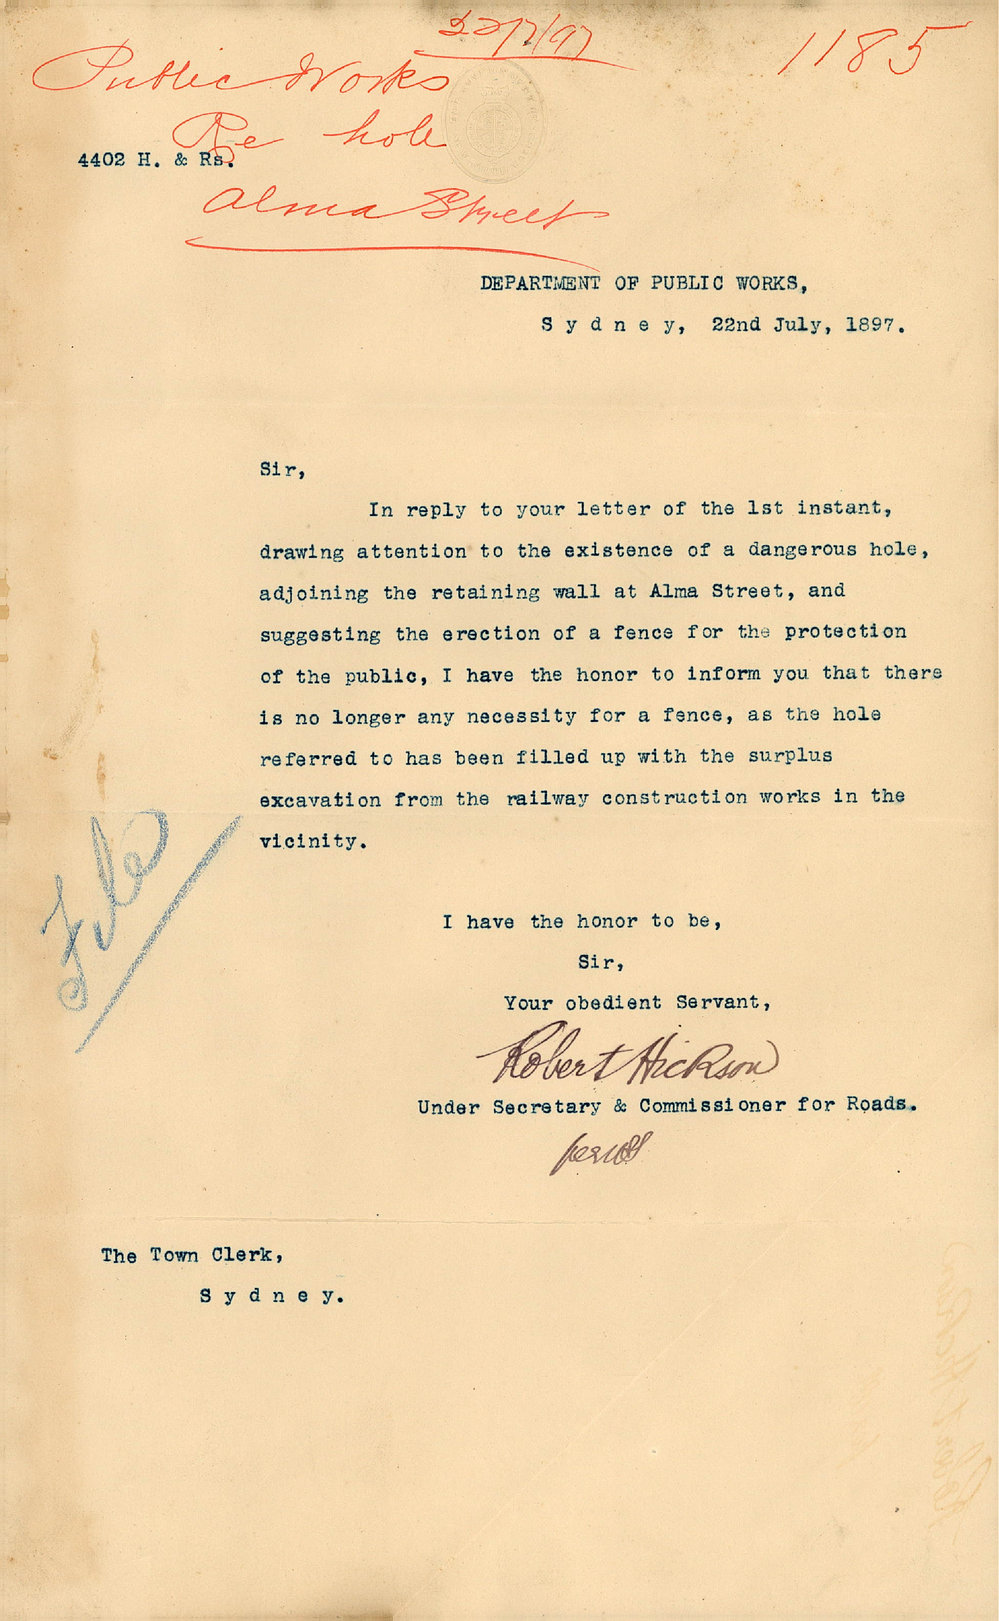 22/7/97
1185
Public Works
Re hole
4402 H. & Rs.
Alma Street
DEPARTMENT OF PUBLIC WORKS,
Sydney, 22nd July, 1897.
Sir,
In reply to your letter of the 1st instant,
drawing attention to the existence of a dangerous hole,
adjoining the retaining wall at Alma Street, and
suggesting the erection of a fence for the protection
of the public, I have the honor to inform you that there
is no longer any necessity for a fence, as the hole
referred to has been filled up with the surplus
excavation from the railway construction works in the
vicinity.
File
I have the honor to be,
Sir,
Your obedient Servant,
Robert Hickson
Under Secretary & Commissioner for Roads.
The Town Clerk,
Sydney.